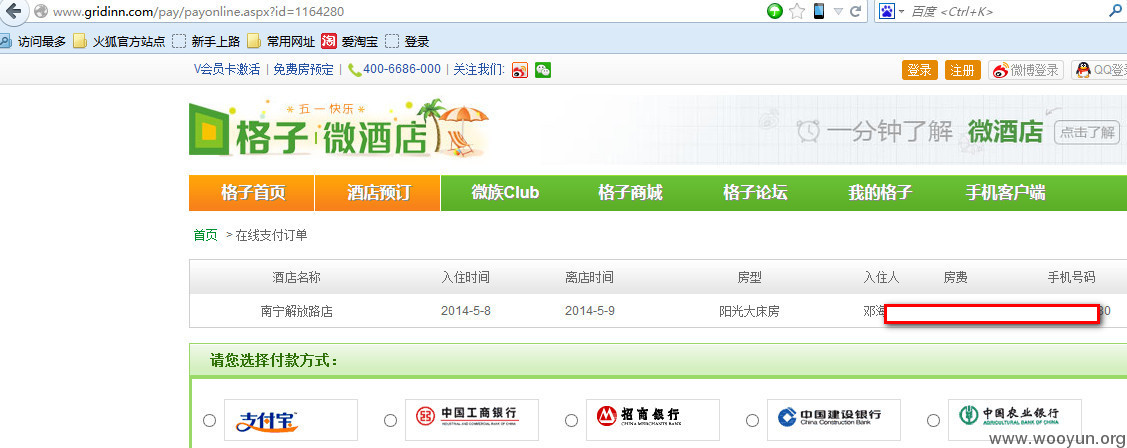 www.gridinn.com/pay/payonline.aspx?id=1164280 百度 <Ctrl+K>
访问最多 火狐官方站点 新手上路 常用网址 淘 爱淘宝 登录
V会员卡激活 | 免费房预定 | 400-6686-000 | 关注我们: 登录 注册 微博登录 QQ登
五一快乐
格子i微酒店 一分钟了解 微酒店 点击了解
格子首页 酒店预订 微族Club 格子商城 格子论坛 我的格子 手机客户端
首页 > 在线支付订单
酒店名称 入住时间 离店时间 房型 入住人 房费 手机号码
南宁解放路店 2014-5-8 2014-5-9 阳光大床房 邓海 80
请您选择付款方式：
支付宝 中国工商银行 招商银行 中国建设银行 中国农业银行
INDUSTRIAL AND COMMERCIAL BANK OF CHINA CHINA MERCHANTS BANK China Construction Bank AGRICULTURAL BANK OF CHINA
www.wooyun.org